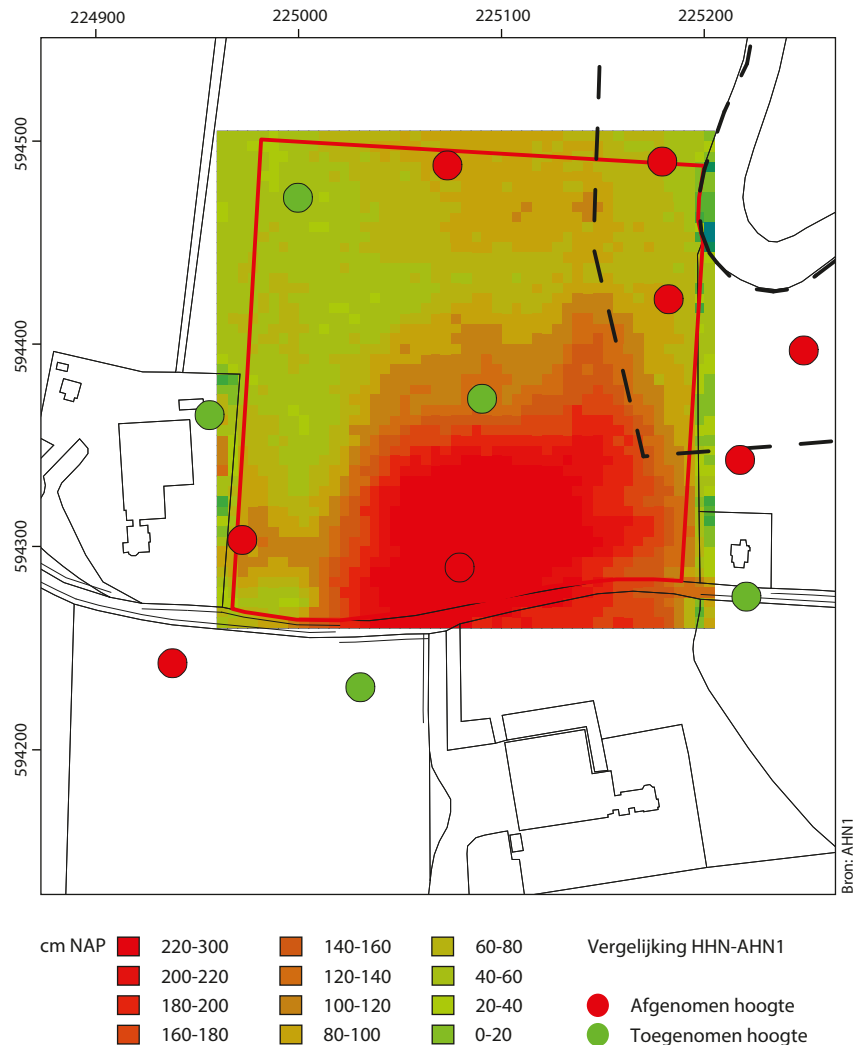 224900 225000 225100 225200
594500
594400
594300
594200
Bron: AHN1
cm NAP 220-300 140-160 60-80 Vergelijking HHN-AHN1
200-220 120-140 40-60
180-200 100-120 20-40 Afgenomen hoogte
160-180 80-100 0-20 Toegenomen hoogte